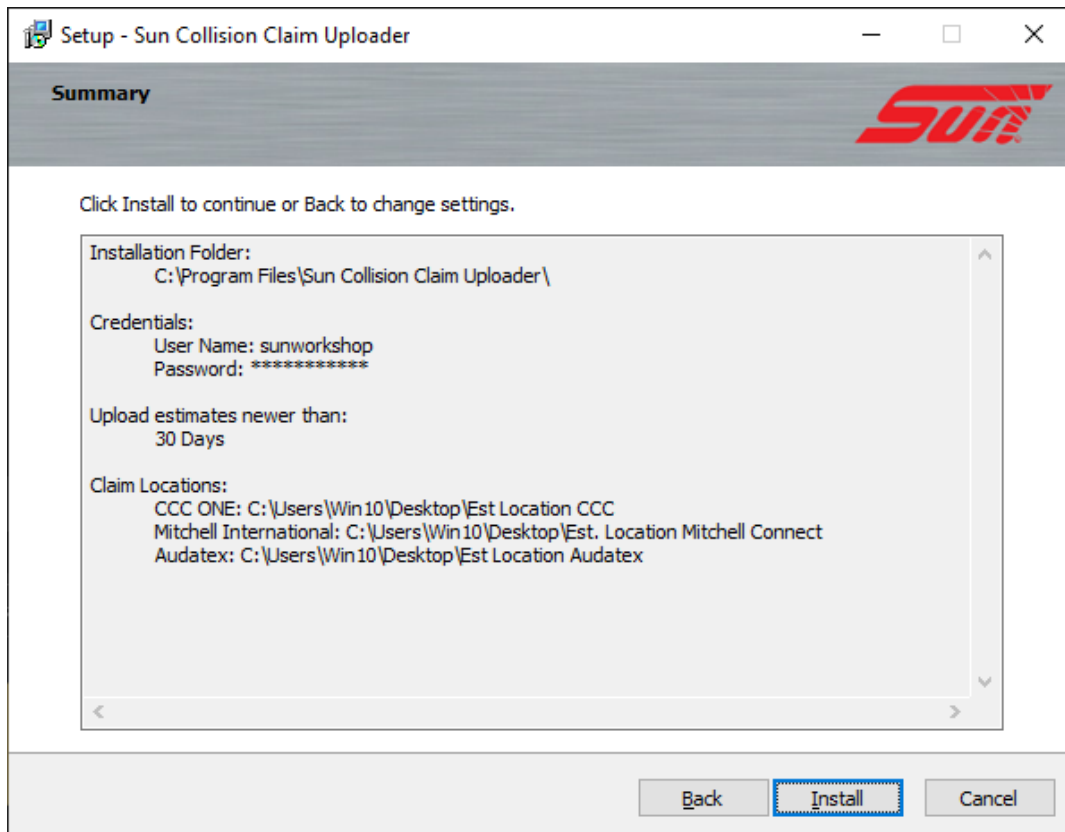 Setup - Sun Collision Claim Uploader
Summary
Sun
Click Install to continue or Back to change settings.
Installation Folder:
C:\Program Files\Sun Collision Claim Uploader\
Credentials:
User Name: sunworkshop
Password: ***********
Upload estimates newer than:
30 Days
Claim Locations:
CCC ONE: C:\Users\Win10\Desktop\Est Location CCC
Mitchell International: C:\Users\Win10\Desktop\Est. Location Mitchell Connect
Audatex: C:\Users\Win10\Desktop\Est Location Audatex
Back Install Cancel